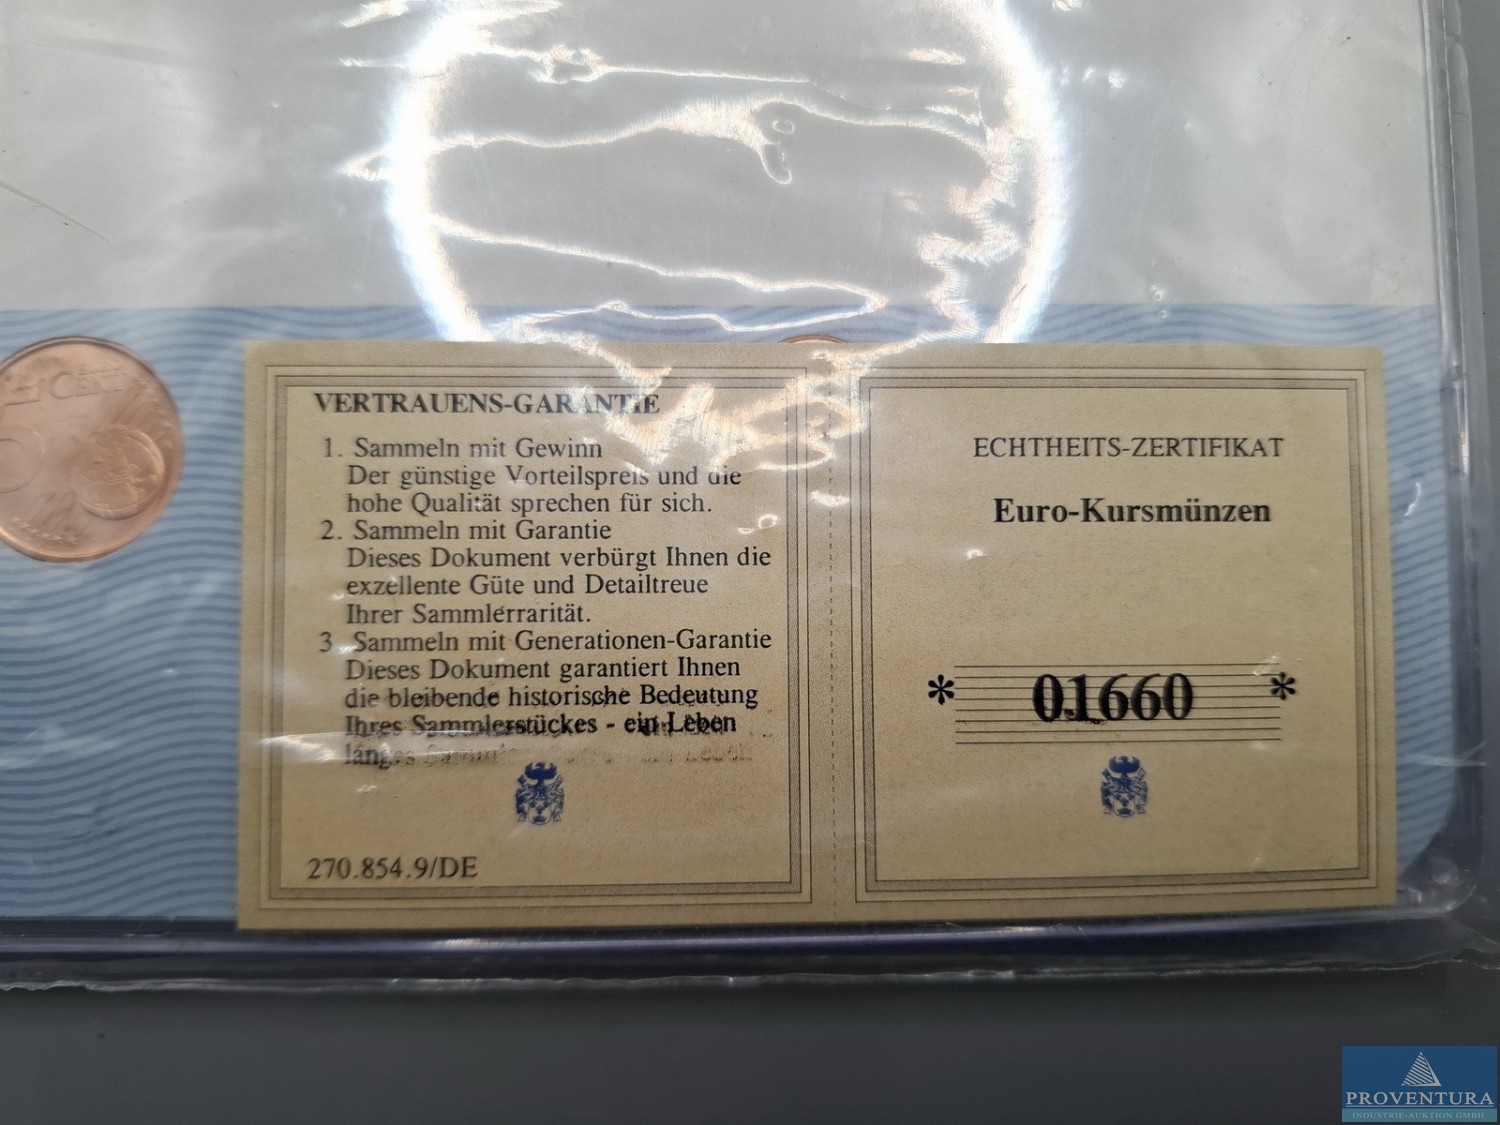 VERTRAUENS-GARANTIE
1. Sammeln mit Gewinn
Der günstige Vorteilspreis und die
hohe Qualität sprechen für sich.
2. Sammeln mit Garantie
Dieses Dokument verbürgt Ihnen die
exzellente Güte und Detailtreue
Ihrer Sammlerrarität.
3. Sammeln mit Generationen-Garantie
Dieses Dokument garantiert Ihnen
die bleibende historische Bedeutung
Ihres Sammlerstückes - ein Leben
langes
270.854.9/DE
ECHTHEITS-ZERTIFIKAT
Euro-Kursmünzen
* 01660 *
PROVENTURA
INDUSTRIE-AUKTION GMBH